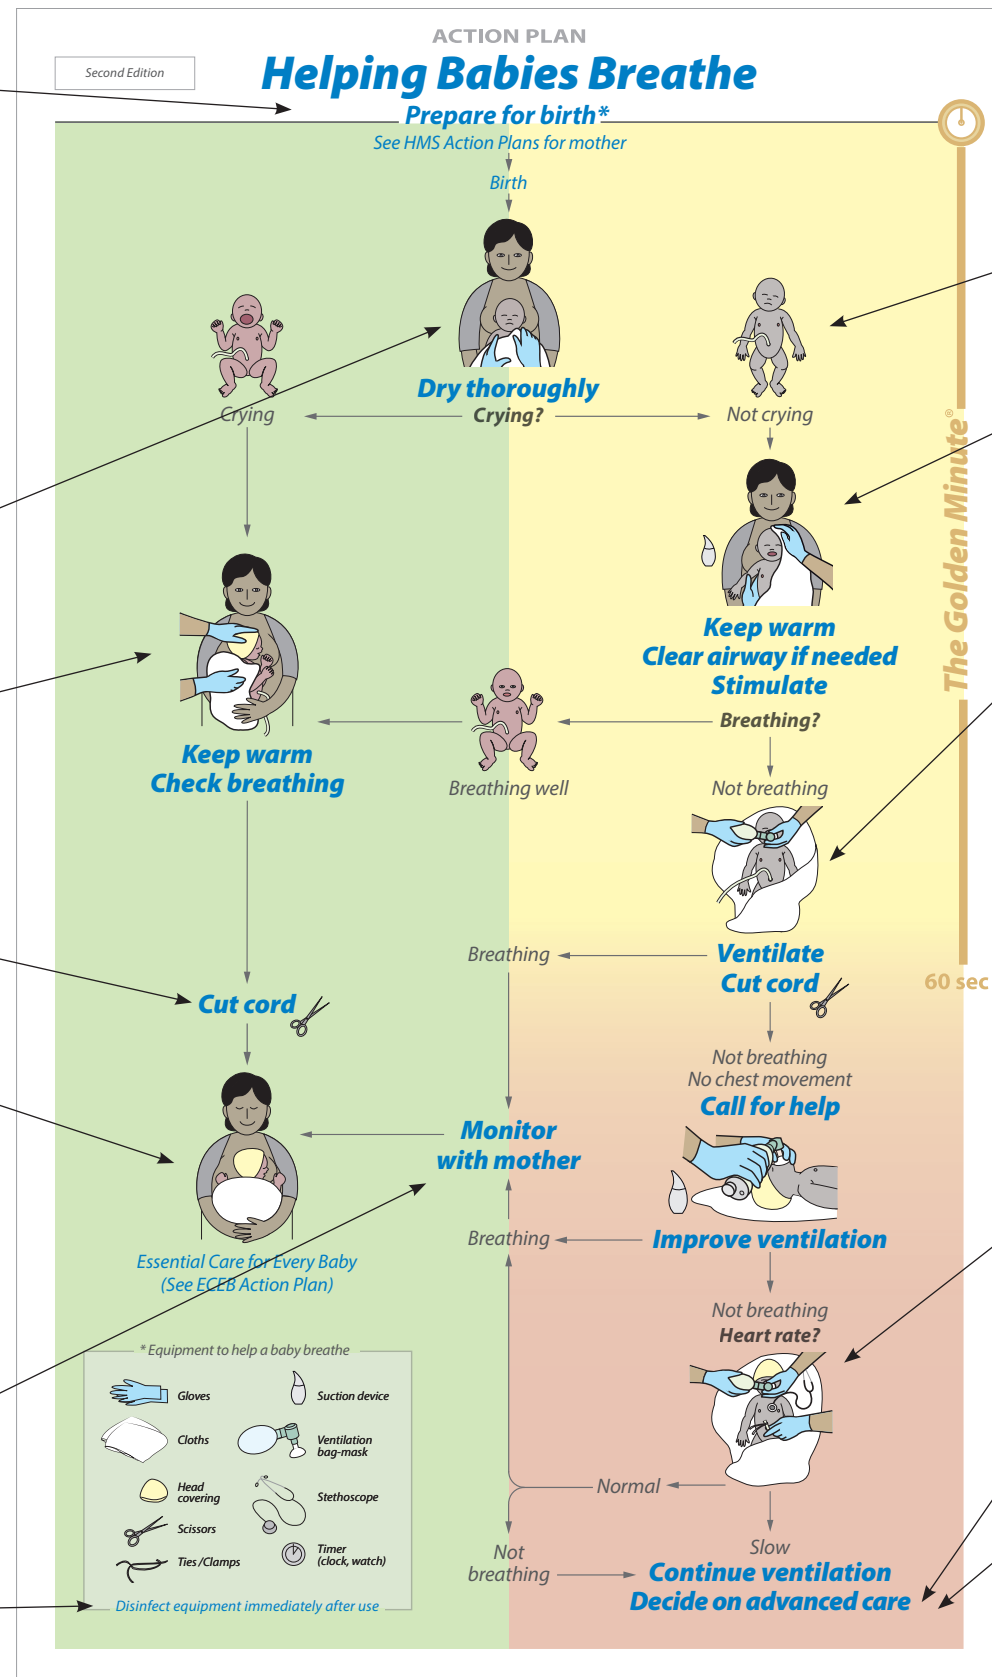 ACTION PLAN
Second Edition
Helping Babies Breathe
Prepare for birth*
See HMS Action Plans for mother
Birth
Dry thoroughly
Crying
Crying?
Not crying
The Golden Minute®
Keep warm
Clear airway if needed
Stimulate
Breathing?
Keep warm
Check breathing
Breathing well
Not breathing
Breathing
Ventilate
Cut cord
60 sec
Cut cord
Not breathing
No chest movement
Call for help
Monitor
with mother
Breathing
Improve ventilation
Essential Care for Every Baby
(See ECEB Action Plan)
Not breathing
Heart rate?
Normal
Slow
Not
breathing
Continue ventilation
Decide on advanced care
* Equipment to help a baby breathe
Gloves
Suction device
Cloths
Ventilation
bag-mask
Head
covering
Stethoscope
Scissors
Ties /Clamps
Timer
(clock, watch)
Disinfect equipment immediately after use